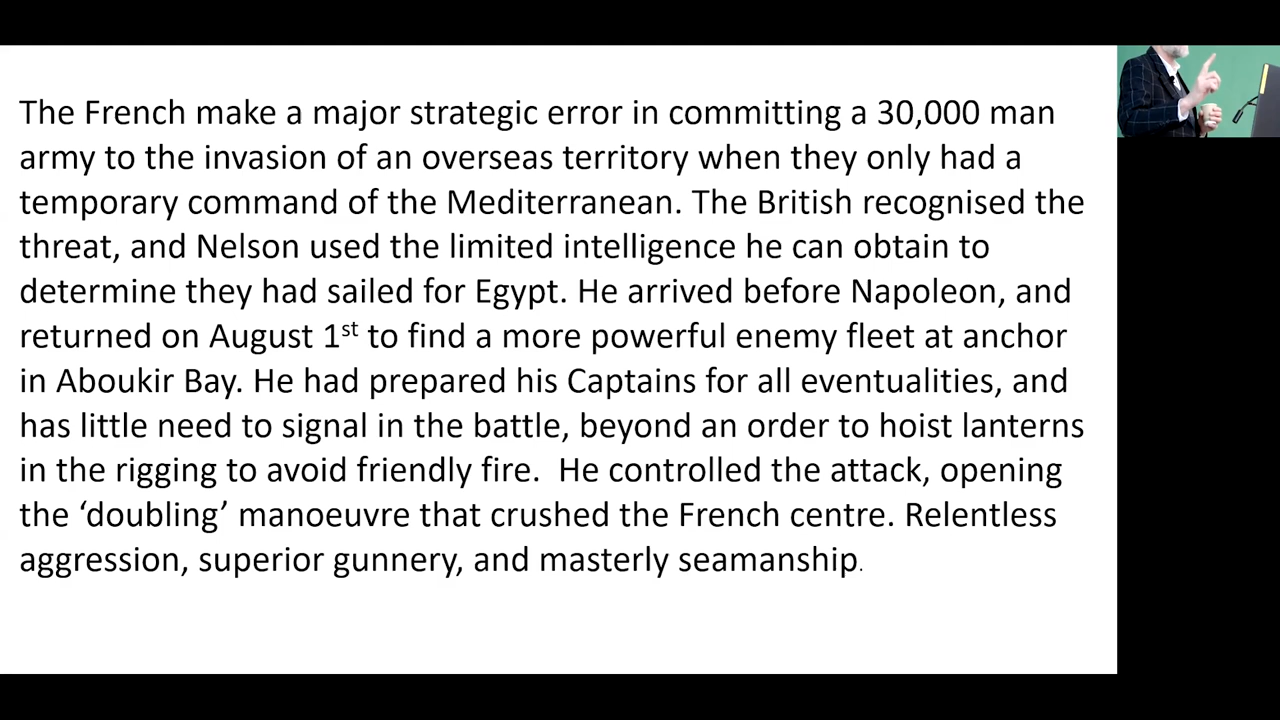 The French make a major strategic error in committing a 30,000 man
army to the invasion of an overseas territory when they only had a
temporary command of the Mediterranean. The British recognised the
threat, and Nelson used the limited intelligence he can obtain to
determine they had sailed for Egypt. He arrived before Napoleon, and
returned on August 1st to find a more powerful enemy fleet at anchor
in Aboukir Bay. He had prepared his Captains for all eventualities, and
has little need to signal in the battle, beyond an order to hoist lanterns
in the rigging to avoid friendly fire.  He controlled the attack, opening
the ‘doubling’ manoeuvre that crushed the French centre. Relentless
aggression, superior gunnery, and masterly seamanship.